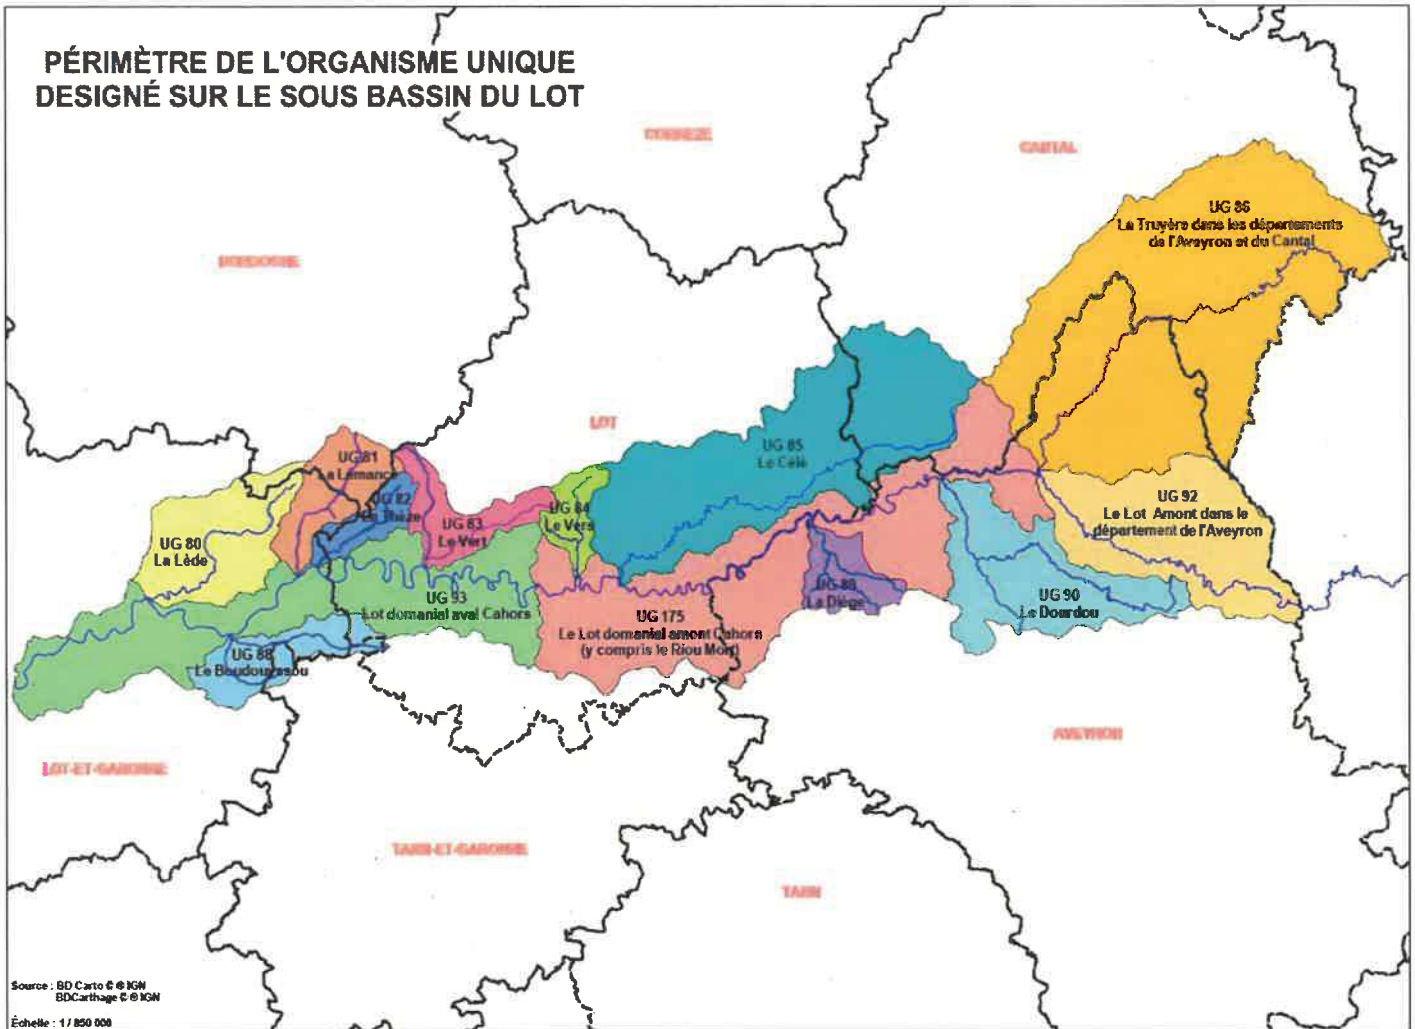 PÉRIMÈTRE DE L'ORGANISME UNIQUE
DESIGNÉ SUR LE SOUS BASSIN DU LOT
CORREZE
CANTAL
DORDOGNE
UG 86
La Truyère dans les départements
de l'Aveyron et du Cantal
LOT
UG 85
Le Célé
UG 81
La Lémance
UG 82
La Thèze
UG 83
Le Vert
UG 84
Le Vers
UG 92
Le Lot Amont dans le
département de l'Aveyron
UG 80
La Lède
UG 93
Lot domanial aval Cahors
UG 175
Le Lot domanial amont Cahors
(y compris le Riou Mort)
La Diège
UG 90
Le Dourdou
UG 88
Le Boudouyssou
AVEYRON
LOT-ET-GARONNE
TARN-ET-GARONNE
TARN
Source : BD Carto © ® IGN
BDCarthage © ® IGN
Échelle : 1 / 850 000